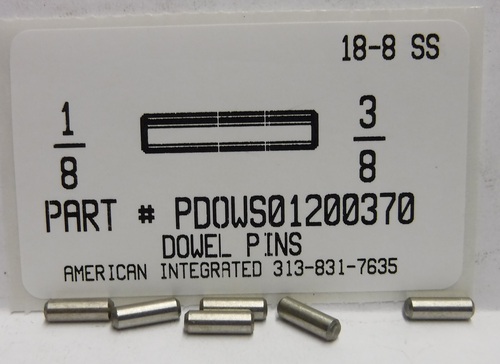 18-8 SS
1/8 3/8
PART # PDOWS01200370
DOWEL PINS
AMERICAN INTEGRATED 313-831-7635